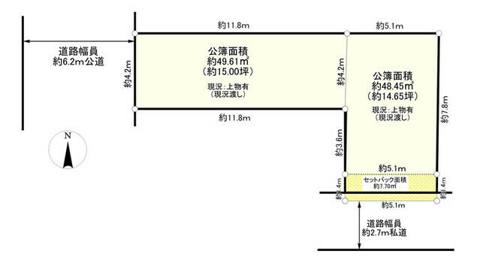 約11.8m
約5.1m
道路幅員
約6.2m公道
約4.2m
公簿面積
約49.61㎡
(約15.00坪)
現況：上物有
(現況渡し)
約4.2m
公簿面積
約48.45㎡
(約14.65坪)
現況：上物有
(現況渡し)
約7.8m
約11.8m
約3.6m
N
約5.1m
セットバック面積
約7.70㎡
約5.1m
道路幅員
約2.7m私道